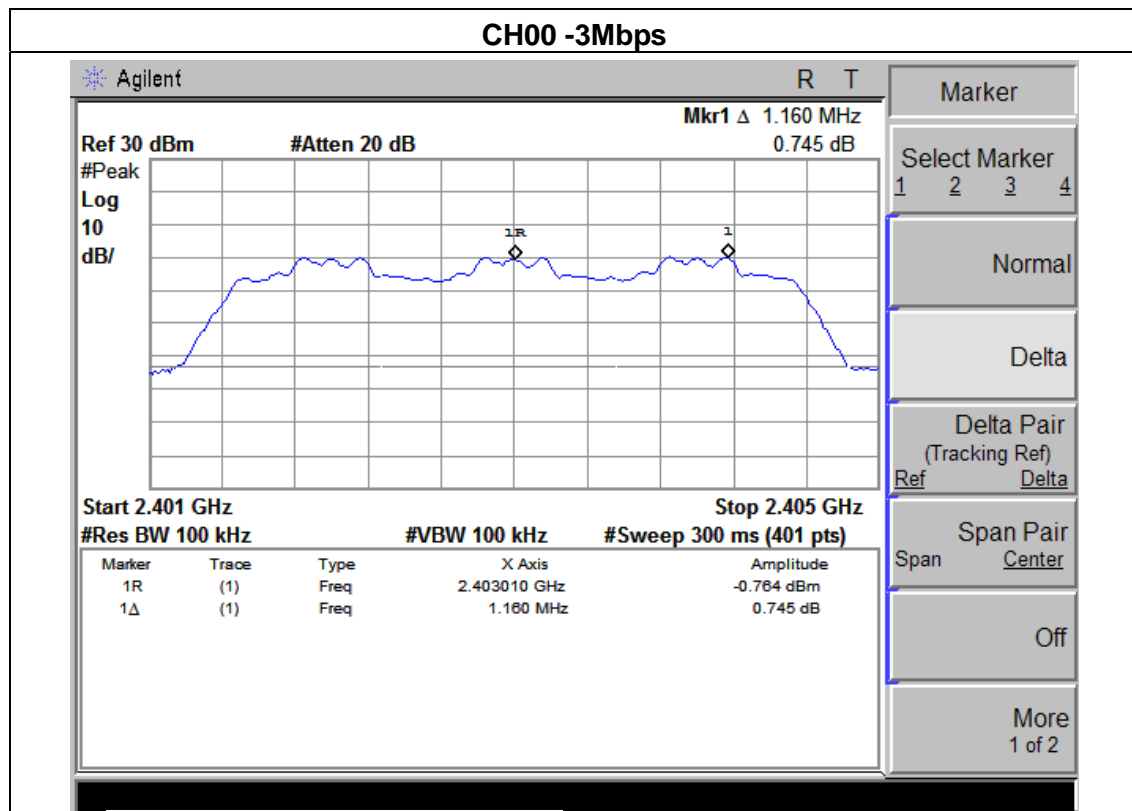 CH00 -3Mbps
Agilent R T
Mkr1 Δ 1.160 MHz
Ref 30 dBm #Atten 20 dB 0.745 dB
#Peak
Log
10
dB/
1R
1
Start 2.401 GHz Stop 2.405 GHz
#Res BW 100 kHz #VBW 100 kHz #Sweep 300 ms (401 pts)
Marker Trace Type X Axis Amplitude
1R (1) Freq 2.403010 GHz -0.764 dBm
1Δ (1) Freq 1.160 MHz 0.745 dB
Marker
Select Marker
1 2 3 4
Normal
Delta
Delta Pair
(Tracking Ref)
Ref Delta
Span Pair
Span Center
Off
More
1 of 2